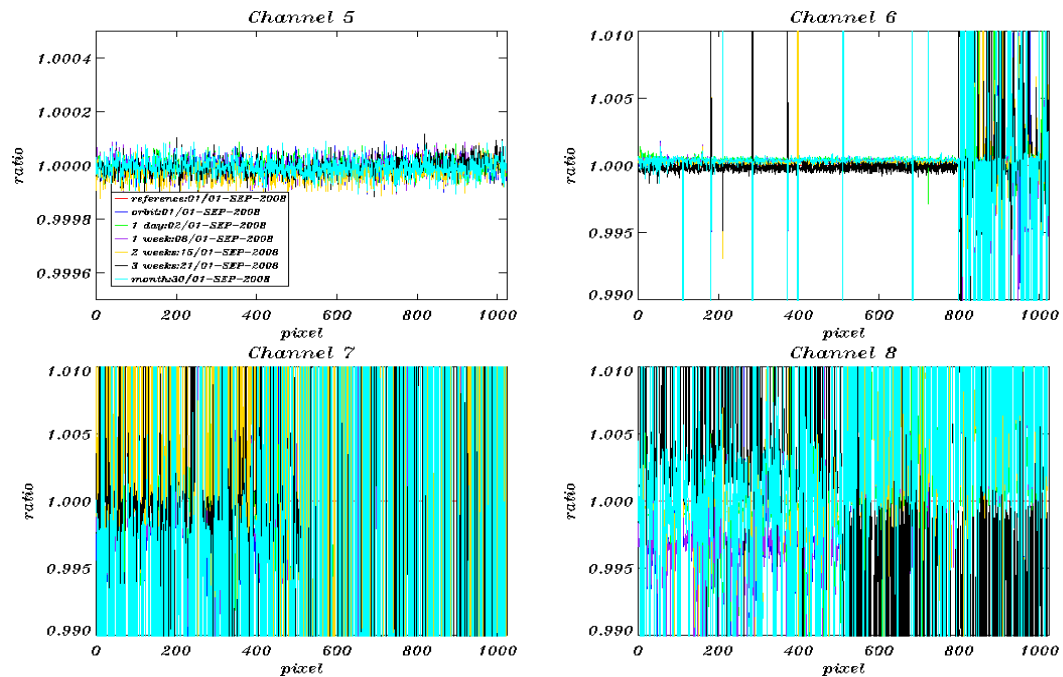 Channel 5
1.0004
1.0002
1.0000
0.9998
0.9996
ratio
reference:01/01-SEP-2008
orbit:01/01-SEP-2008
1 day:02/01-SEP-2008
1 week:08/01-SEP-2008
2 weeks:15/01-SEP-2008
3 weeks:21/01-SEP-2008
month:30/01-SEP-2008
0 200 400 600 800 1000
pixel
Channel 6
1.010
1.005
1.000
0.995
0.990
ratio
0 200 400 600 800 1000
pixel
Channel 7
1.010
1.005
1.000
0.995
0.990
ratio
0 200 400 600 800 1000
pixel
Channel 8
1.010
1.005
1.000
0.995
0.990
ratio
0 200 400 600 800 1000
pixel